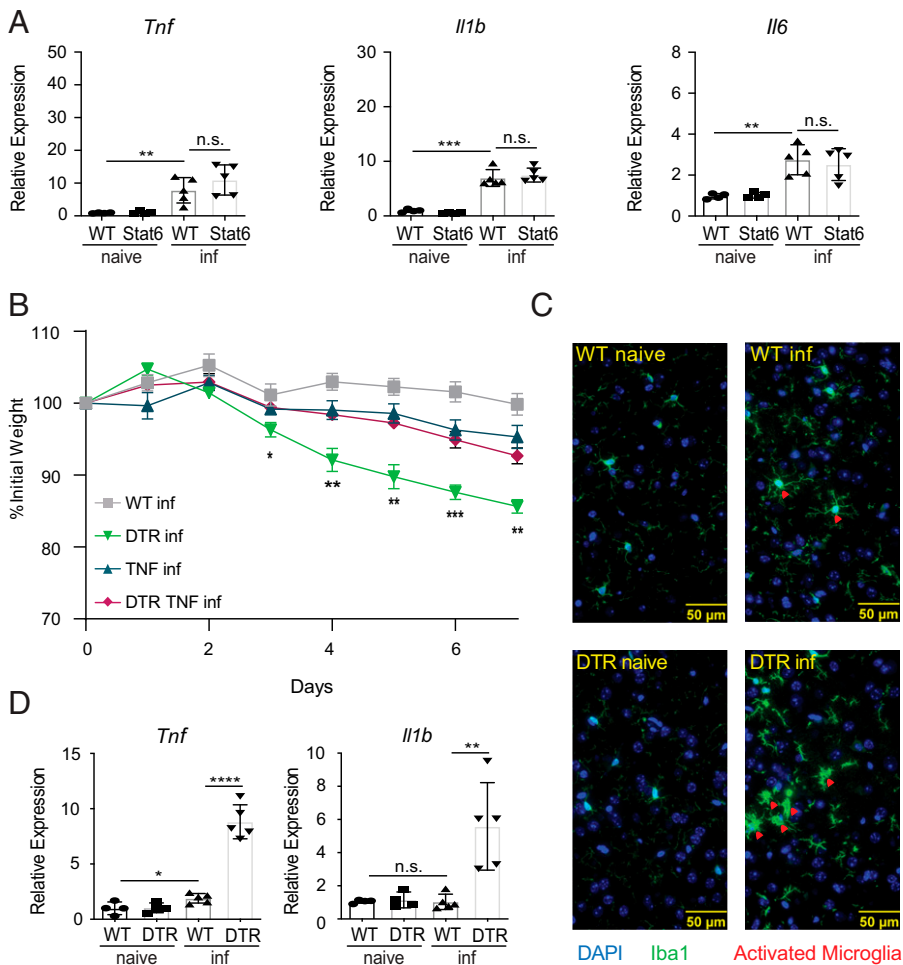 A
Tnf
Il1b
Il6
Relative Expression
50
40
30
20
10
0
**
n.s.
WT Stat6 WT Stat6
naive inf
Relative Expression
30
20
10
0
***
n.s.
WT Stat6 WT Stat6
naive inf
Relative Expression
8
6
4
2
0
**
n.s.
WT Stat6 WT Stat6
naive inf
B
%Initial Weight
110
100
90
80
70
*
**
**
***
**
WT inf
DTR inf
TNF inf
DTR TNF inf
0 2 4 6
Days
C
WT naive
50 µm
WT inf
50 µm
DTR naive
50 µm
DTR inf
50 µm
DAPI Iba1 Activated Microglia
D
Tnf
Il1b
Relative Expression
15
10
5
0
*
****
WT DTR WT DTR
naive inf
Relative Expression
10
8
6
4
2
0
n.s.
**
WT DTR WT DTR
naive inf